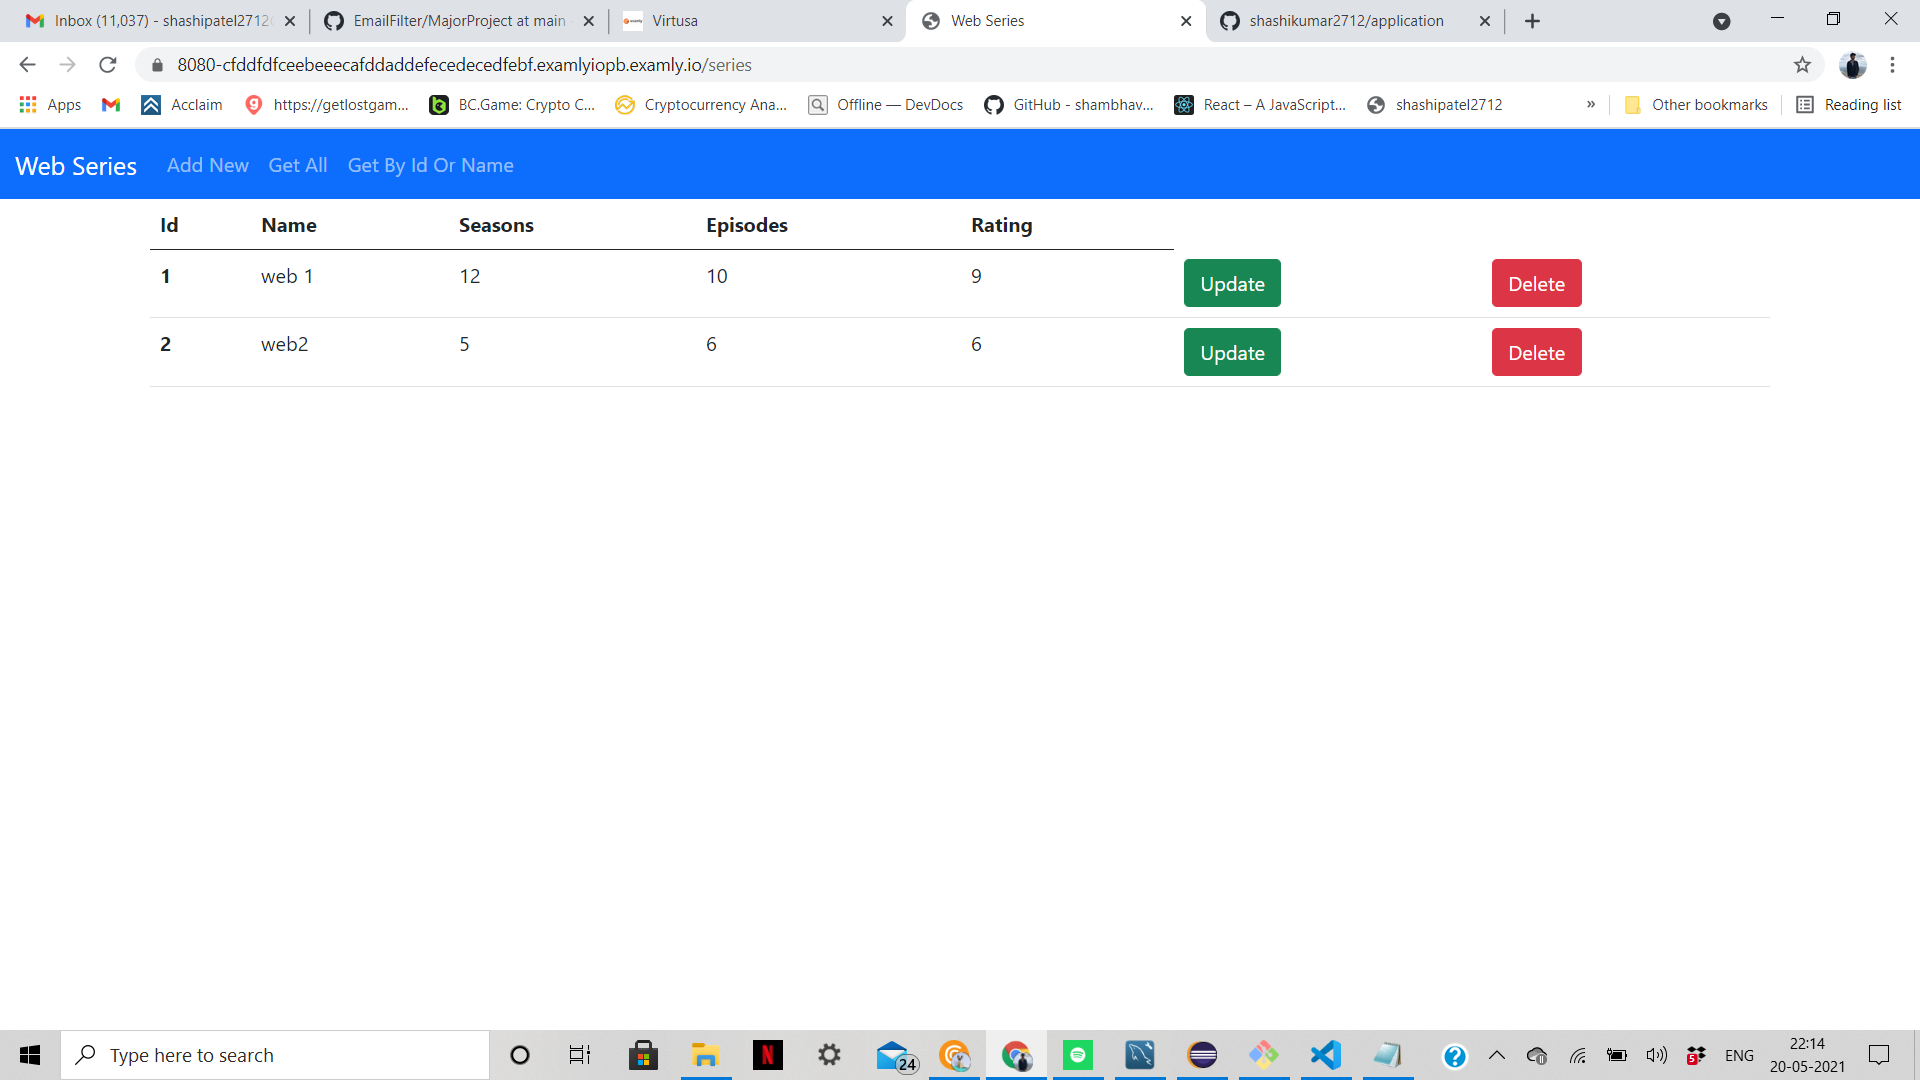 Inbox (11,037) - shashipatel2712
EmailFilter/MajorProject at main
Virtusa
Web Series
shashikumar2712/application
8080-cfddfdfceebeeecafddaddefecedecedfebf.examlyiopb.examly.io/series
Apps
Acclaim
https://getlostgam...
BC.Game: Crypto C...
Cryptocurrency Ana...
Offline — DevDocs
GitHub - shambhav...
React – A JavaScript...
shashipatel2712
»
Other bookmarks
Reading list
Web Series Add New Get All Get By Id Or Name
Id Name Seasons Episodes Rating
1 web 1 12 10 9 Update Delete
2 web2 5 6 6 Update Delete
Type here to search
24
5
ENG
22:14
20-05-2021